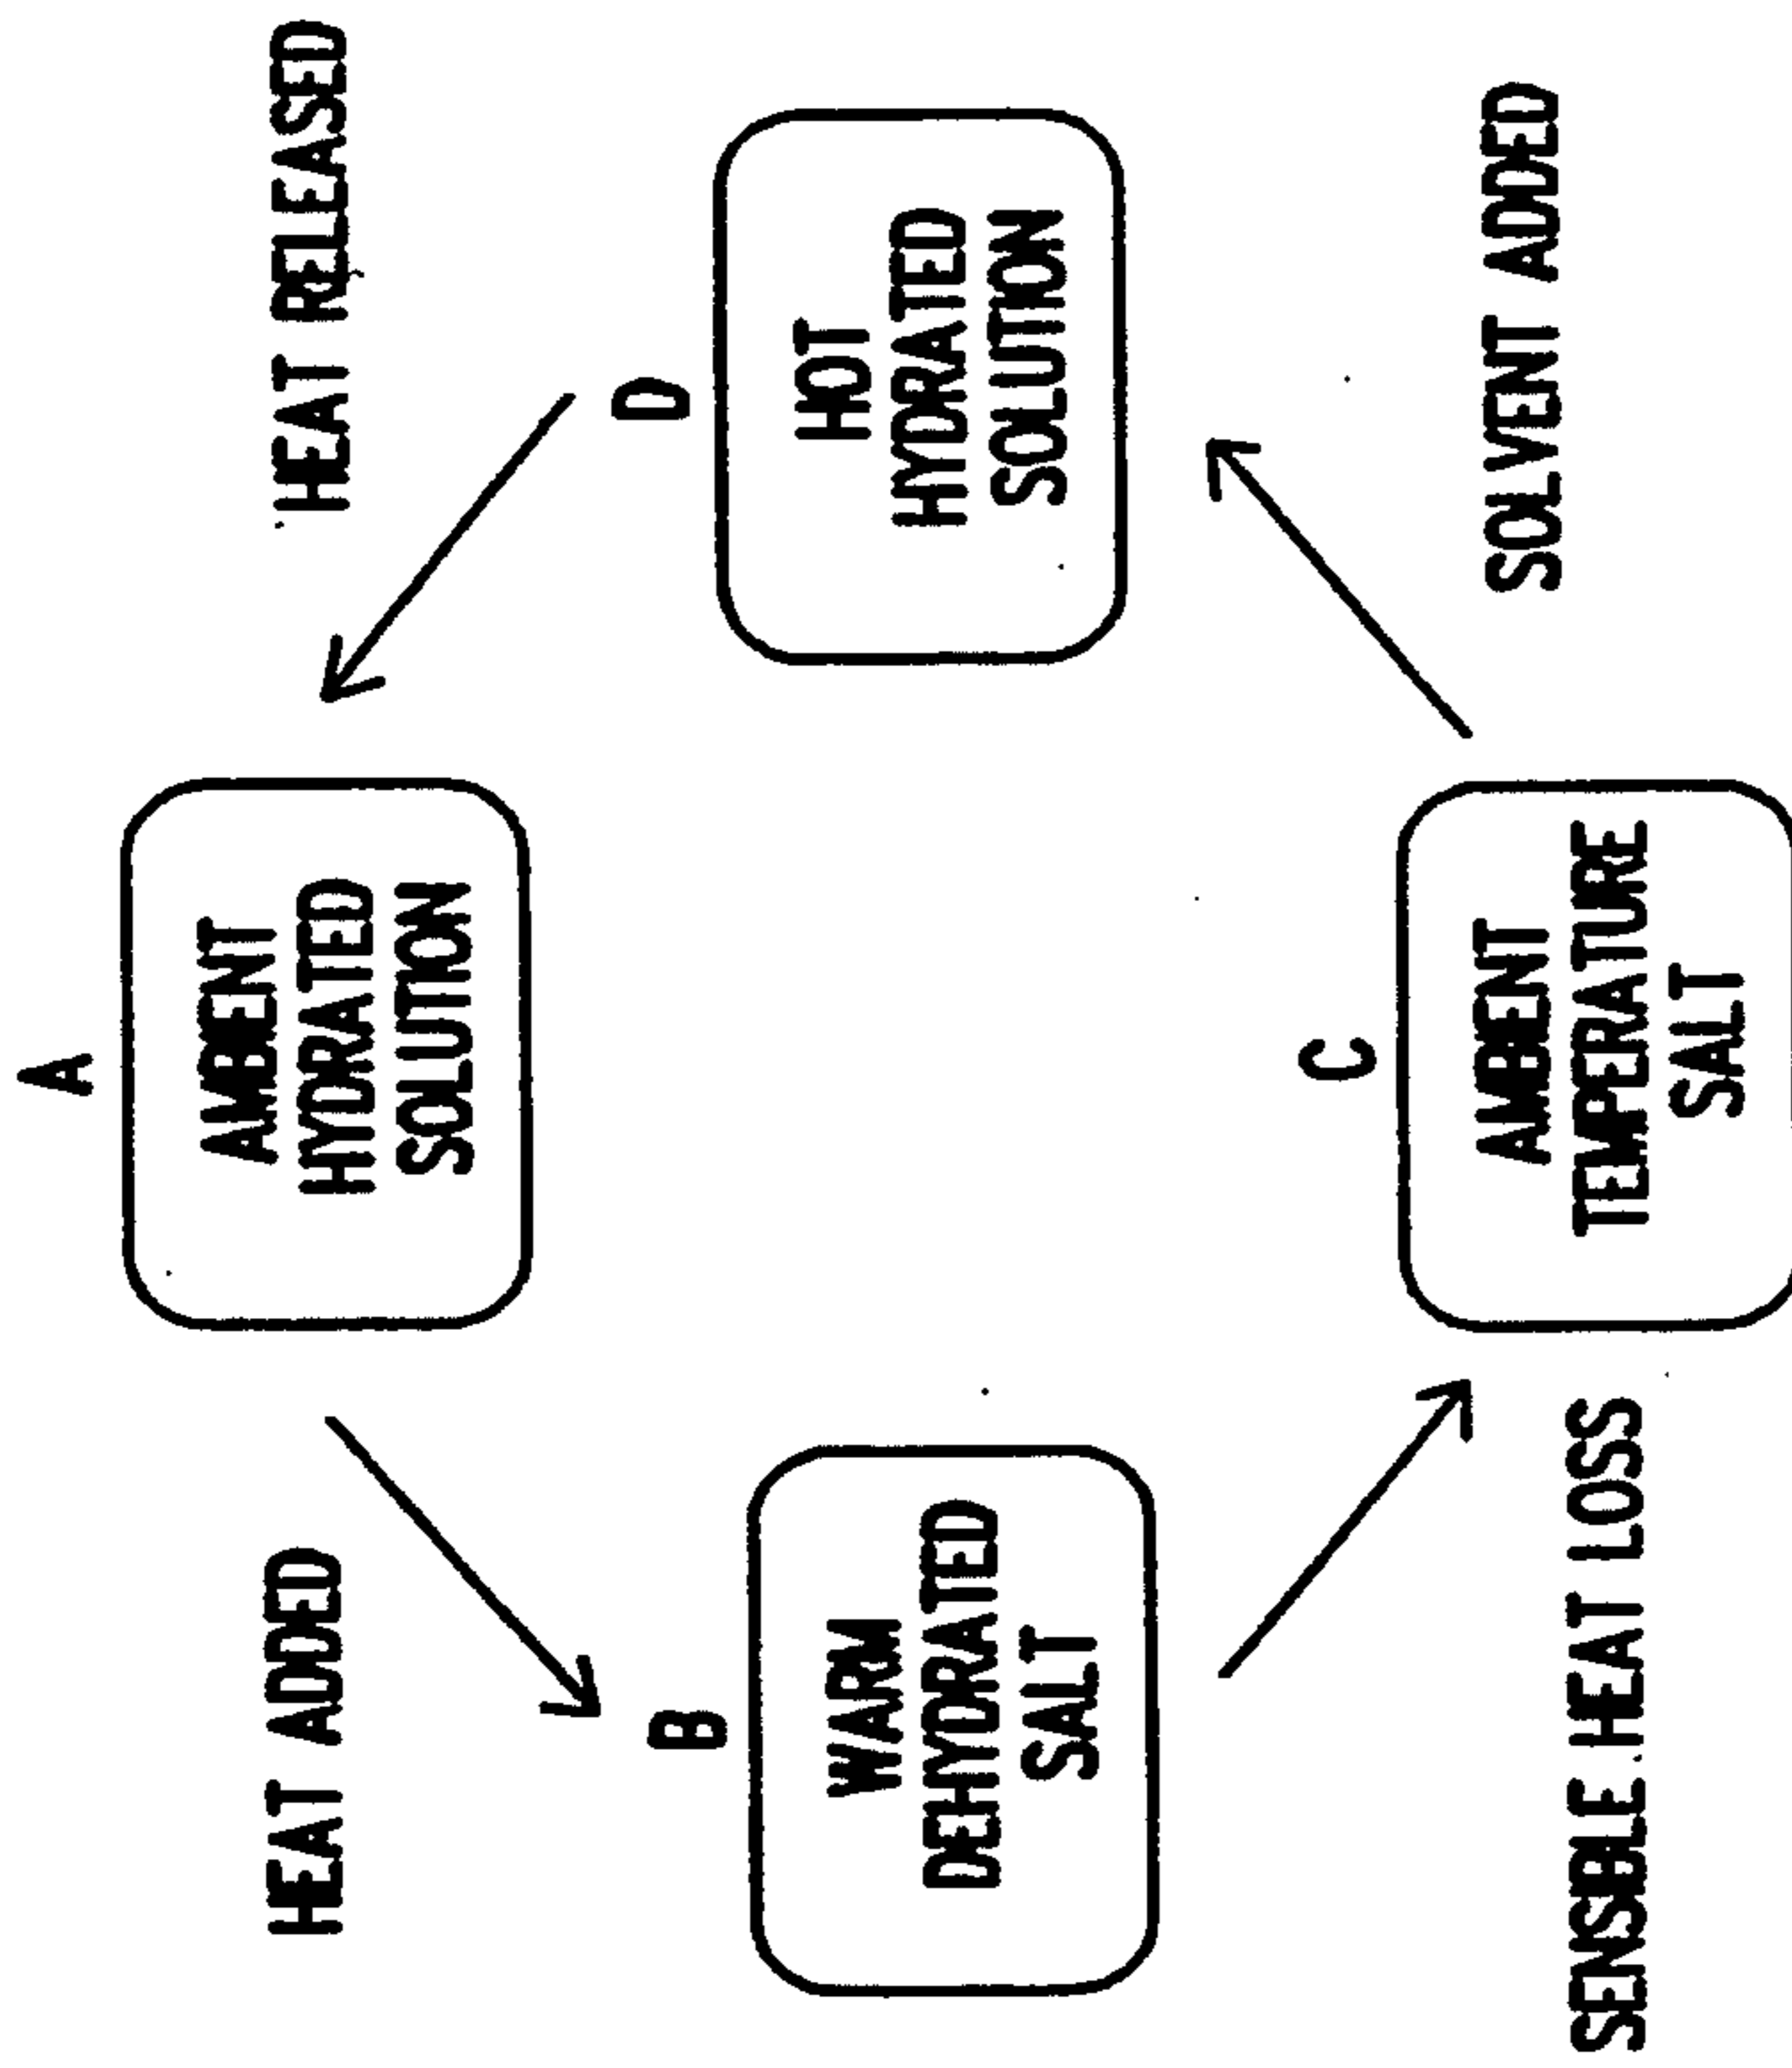 A
AMBIENT
HYDRATED
SOLUTION
HEAT ADDED
HEAT RELEASED
B
WARM
DEHYDRATED
SALT
D
HOT
HYDRATED
SOLUTION
C
AMBIENT
TEMPERATURE
SALT
SENSIBLE HEAT LOSS
SOLVENT ADDED